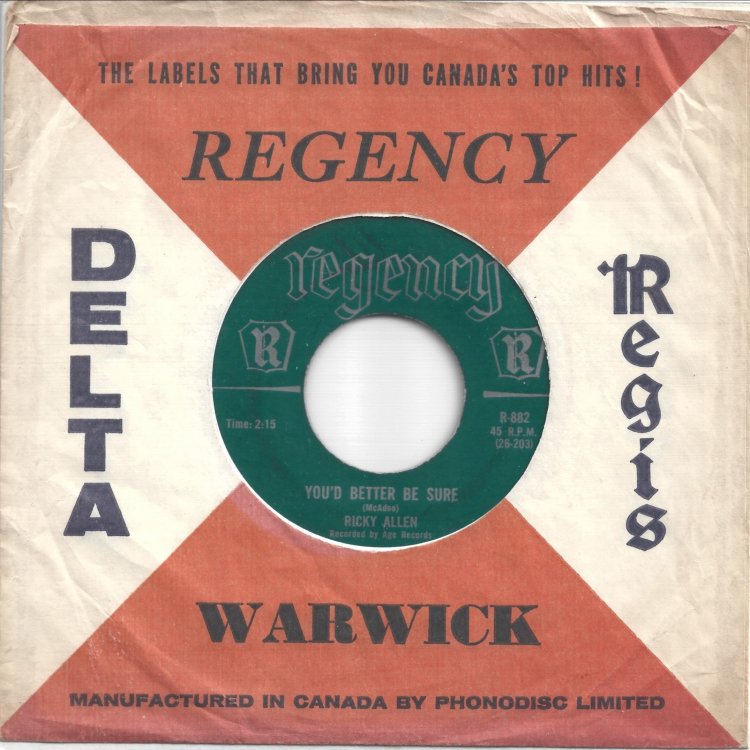 THE LABELS THAT BRING YOU CANADA'S TOP HITS!
REGENCY
DELTA
regency
R
R
Time: 2:15
R-882
45 R.P.M.
(26-203)
YOU'D BETTER BE SURE
(McAdoo)
RICKY ALLEN
Recorded by Age Records
Regis
WARWICK
MANUFACTURED IN CANADA BY PHONODISC LIMITED